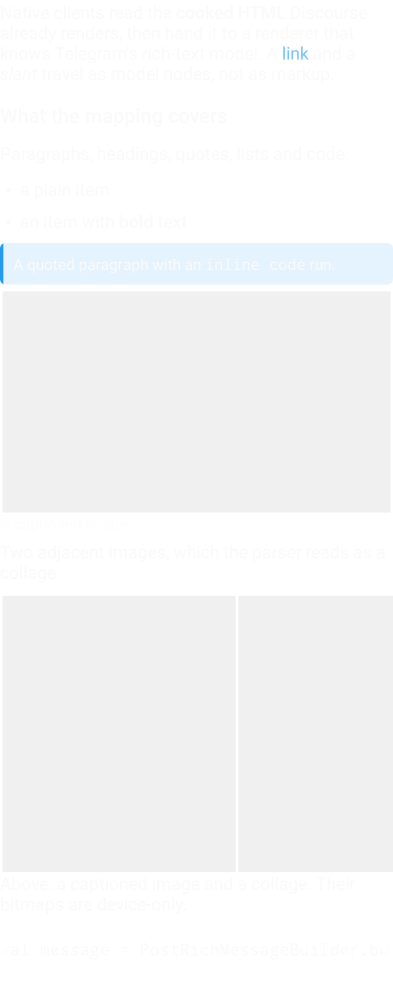 Native clients read the cooked HTML Discourse
already renders, then hand it to a renderer that
knows Telegram's rich-text model. A link and a
slant travel as model nodes, not as markup.
What the mapping covers
Paragraphs, headings, quotes, lists and code.
• a plain item
• an item with bold text
A quoted paragraph with an inline code run.
Two adjacent images, which the parser reads as a
collage:
Above: a captioned image and a collage. Their
bitmaps are device-only.
val message = PostRichMessageBuilder.bu